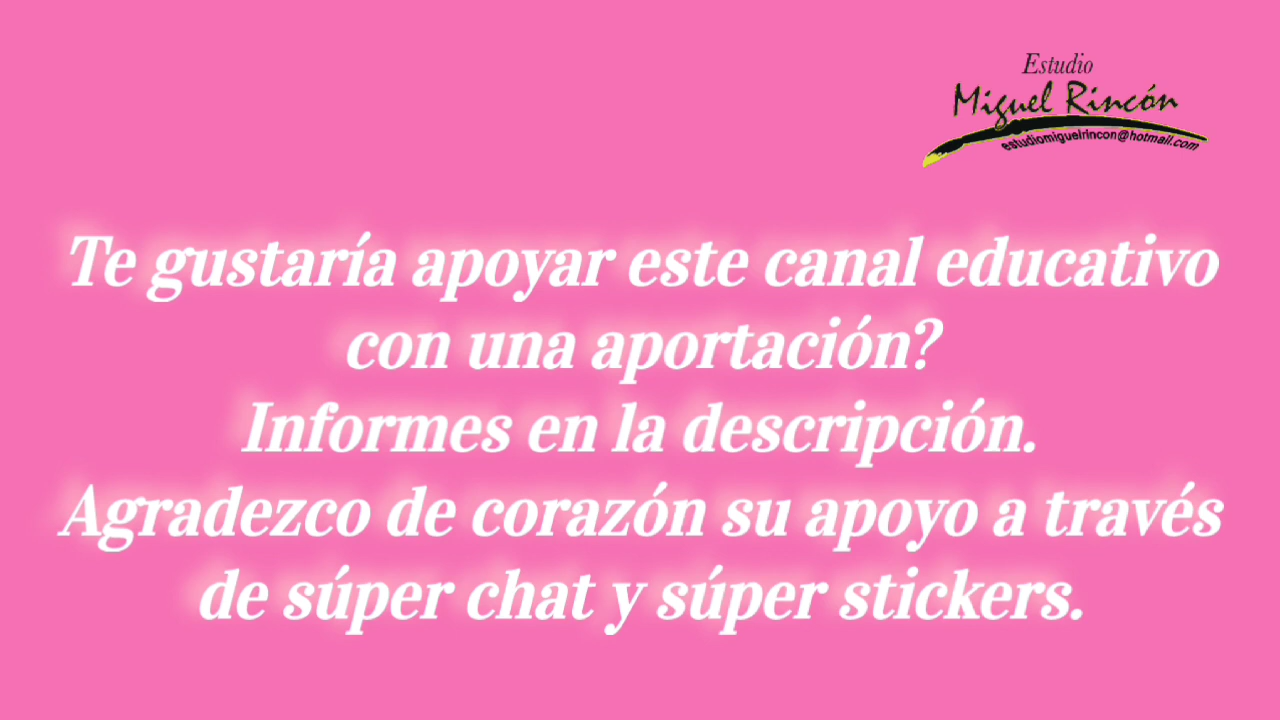 Estudio
Miguel Rincón
estudiomiguelrincon@hotmail.com
Te gustaría apoyar este canal educativo
con una aportación?
Informes en la descripción.
Agradezco de corazón su apoyo a través
de súper chat y súper stickers.